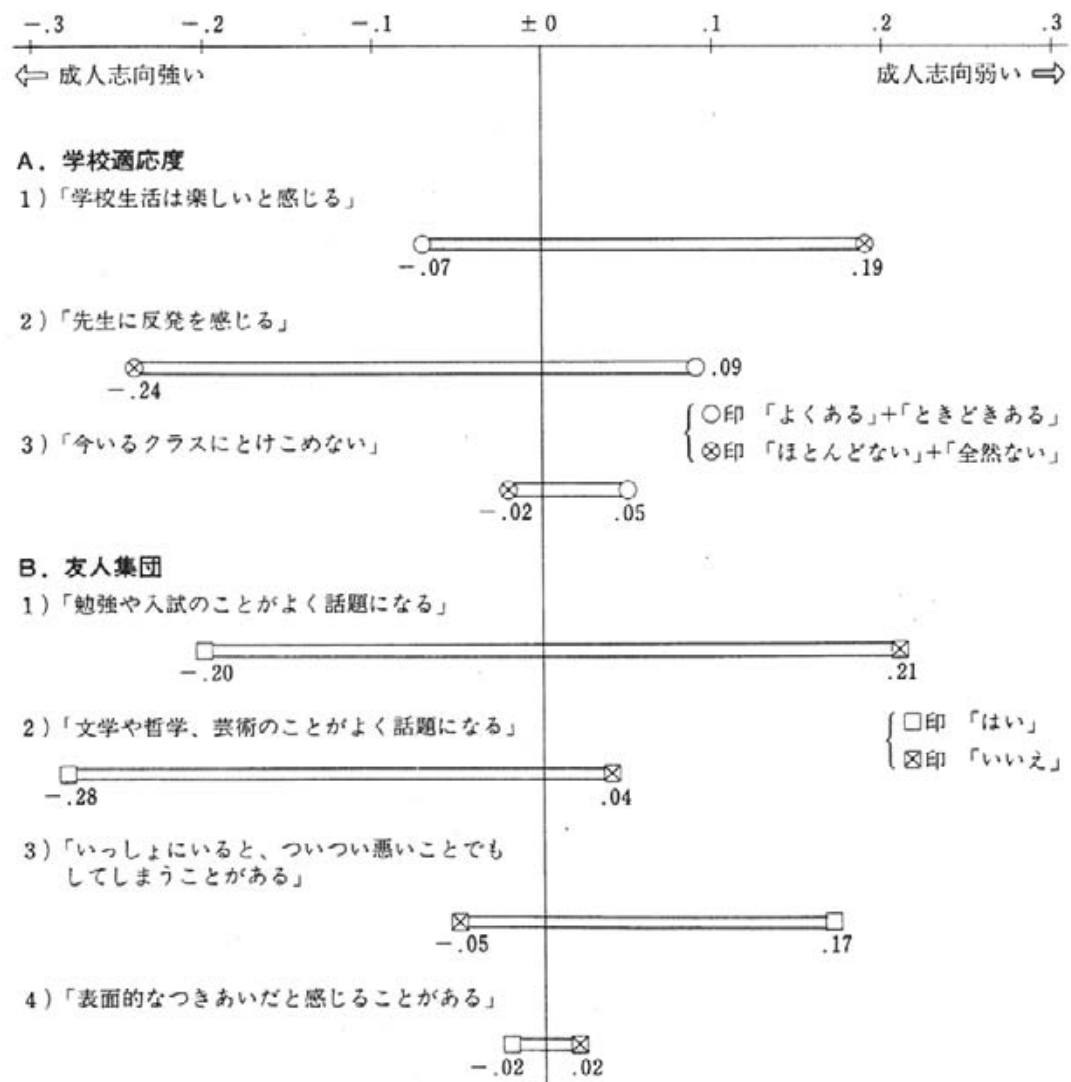 −.3 −.2 −.1 ±0 .1 .2 .3
⇦ 成人志向強い 成人志向弱い ⇨
A．学校適応度
1）「学校生活は楽しいと感じる」
−.07 .19
2）「先生に反発を感じる」
−.24 .09
○印 「よくある」+「ときどきある」
3）「今いるクラスにとけこめない」
⊗印 「ほとんどない」+「全然ない」
−.02 .05
B．友人集団
1）「勉強や入試のことがよく話題になる」
−.20 .21
2）「文学や哲学、芸術のことがよく話題になる」
□印 「はい」
⊠印 「いいえ」
−.28 .04
3）「いっしょにいると、ついつい悪いことでも
してしまうことがある」
−.05 .17
4）「表面的なつきあいだと感じることがある」
−.02 .02